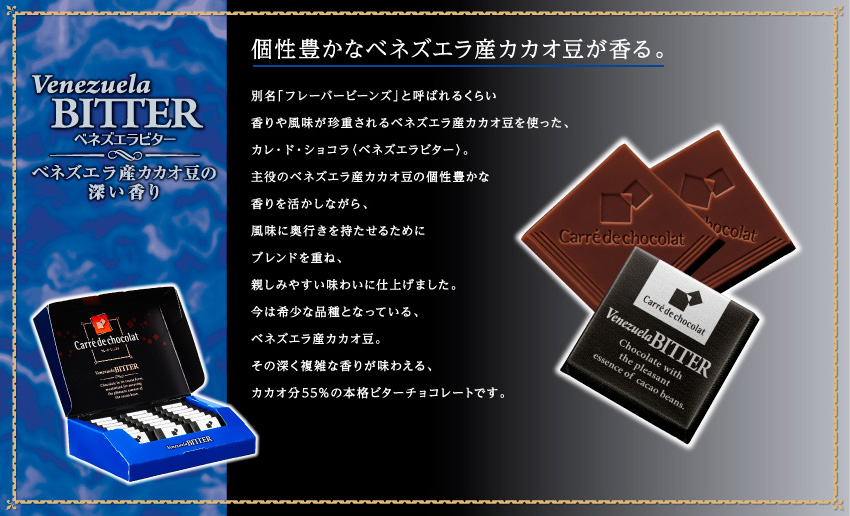 Venezuela
BITTER
ベネズエラビター
ベネズエラ産カカオ豆の
深い香り
個性豊かなベネズエラ産カカオ豆が香る。
別名「フレーバービーンズ」と呼ばれるくらい
香りや風味が珍重されるベネズエラ産カカオ豆を使った、
カレ・ド・ショコラ〈ベネズエラビター〉。
主役のベネズエラ産カカオ豆の個性豊かな
香りを活かしながら、
風味に奥行きを持たせるために
ブレンドを重ね、
親しみやすい味わいに仕上げました。
今は希少な品種となっている、
ベネズエラ産カカオ豆。
その深く複雑な香りが味わえる、
カカオ分55%の本格ビターチョコレートです。
Carré de chocolat
Carré de chocolat
Venezuela BITTER
Chocolate with
the pleasant
essence of cacao beans.
Carré de chocolat
Venezuela BITTER
Venezuela BITTER